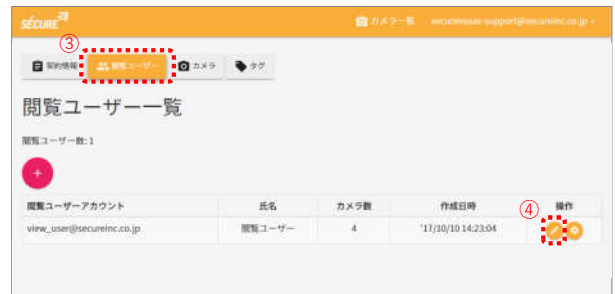 SECURE
カメラ一覧 securevsaas-support@secureinc.co.jp
③
契約情報 閲覧ユーザー カメラ タグ
閲覧ユーザー一覧
閲覧ユーザー数: 1
+
閲覧ユーザーアカウント 氏名 カメラ数 作成日時 操作
④
view_user@secureinc.co.jp 閲覧ユーザー 4 '17/10/10 14:23:04